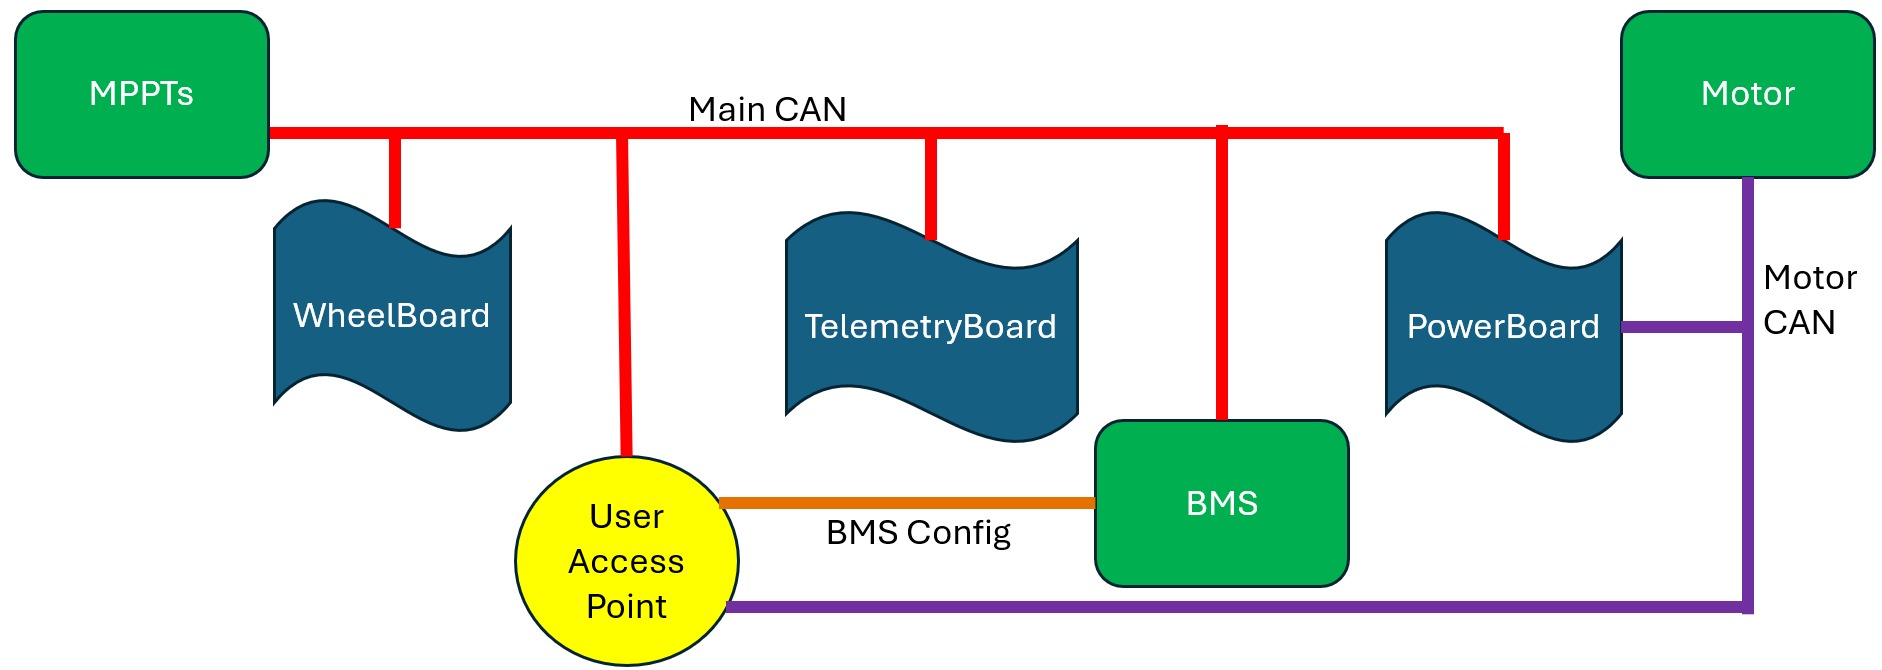 MPPTs
Main CAN
Motor
WheelBoard
TelemetryBoard
PowerBoard
Motor
CAN
User
Access
Point
BMS Config
BMS